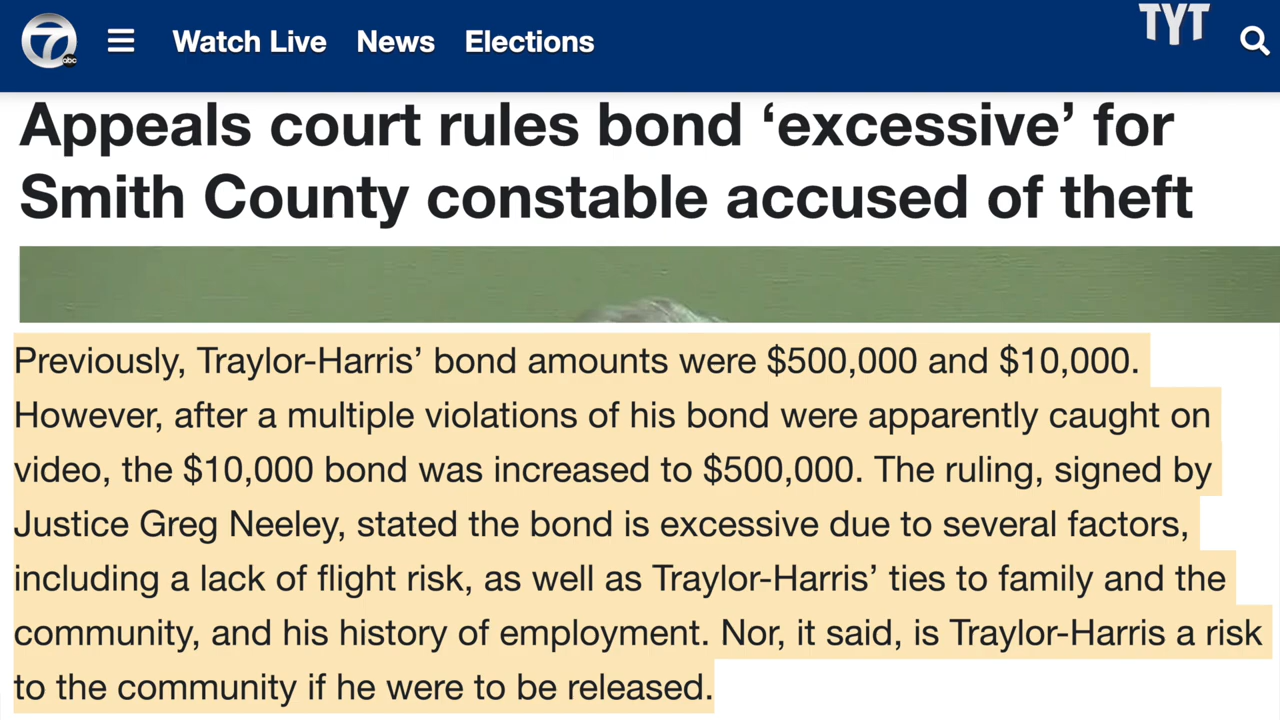 7 abc Watch Live News Elections TYT
Appeals court rules bond ‘excessive’ for
Smith County constable accused of theft
Previously, Traylor-Harris’ bond amounts were $500,000 and $10,000.
However, after a multiple violations of his bond were apparently caught on
video, the $10,000 bond was increased to $500,000. The ruling, signed by
Justice Greg Neeley, stated the bond is excessive due to several factors,
including a lack of flight risk, as well as Traylor-Harris’ ties to family and the
community, and his history of employment. Nor, it said, is Traylor-Harris a risk
to the community if he were to be released.